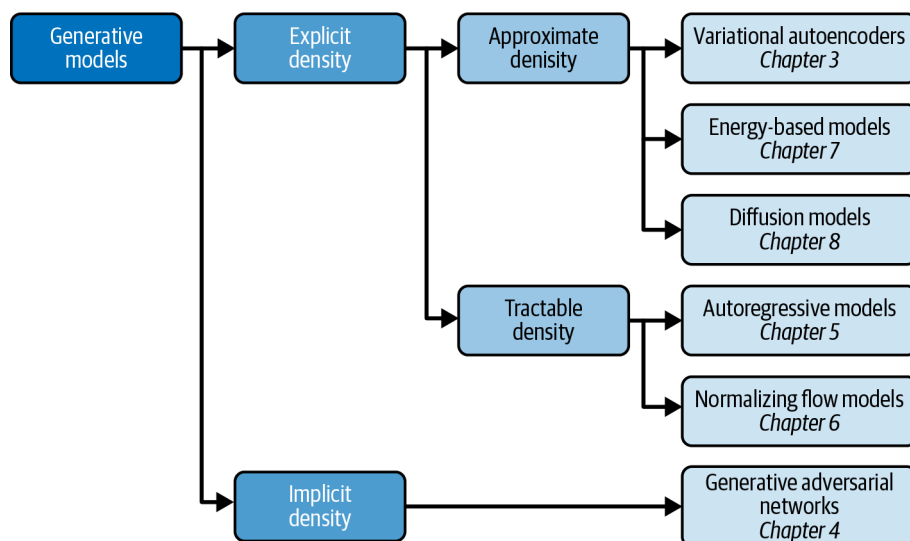 Generative
models
Explicit
density
Approximate
denisity
Variational autoencoders
Chapter 3
Energy-based models
Chapter 7
Diffusion models
Chapter 8
Tractable
density
Autoregressive models
Chapter 5
Normalizing flow models
Chapter 6
Implicit
density
Generative adversarial
networks
Chapter 4